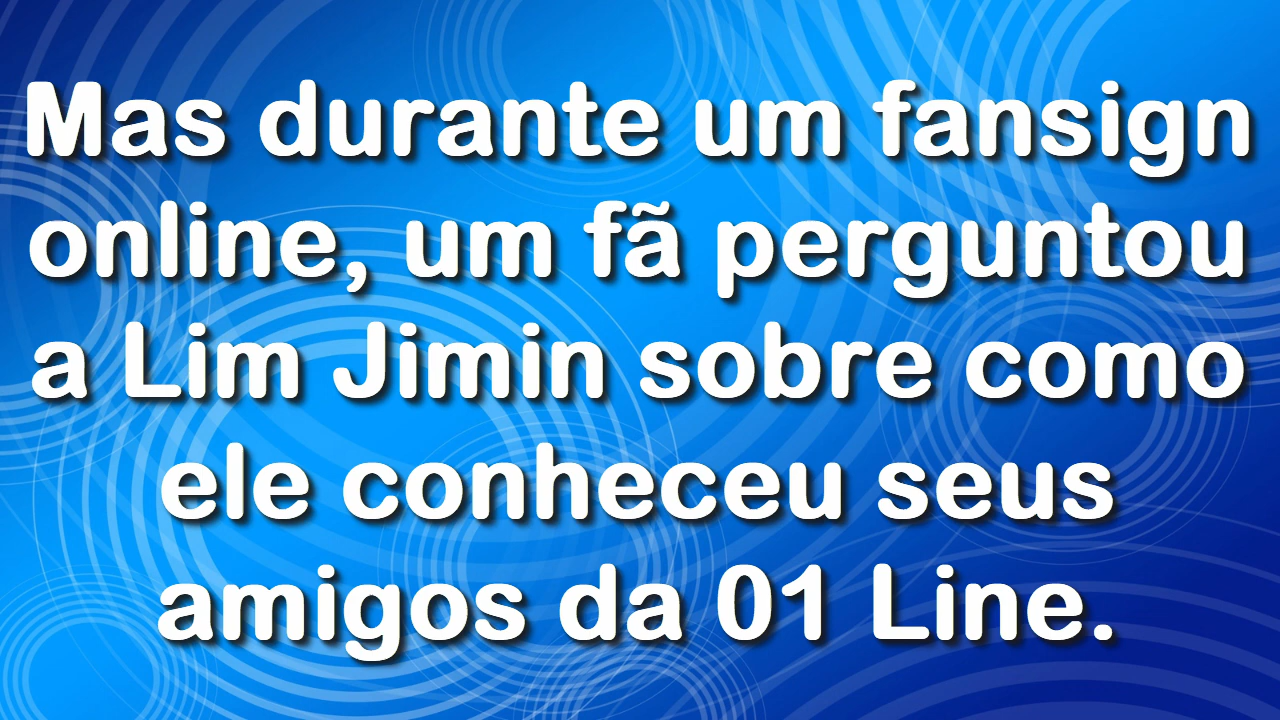 Mas durante um fansign
online, um fã perguntou
a Lim Jimin sobre como
ele conheceu seus
amigos da 01 Line.